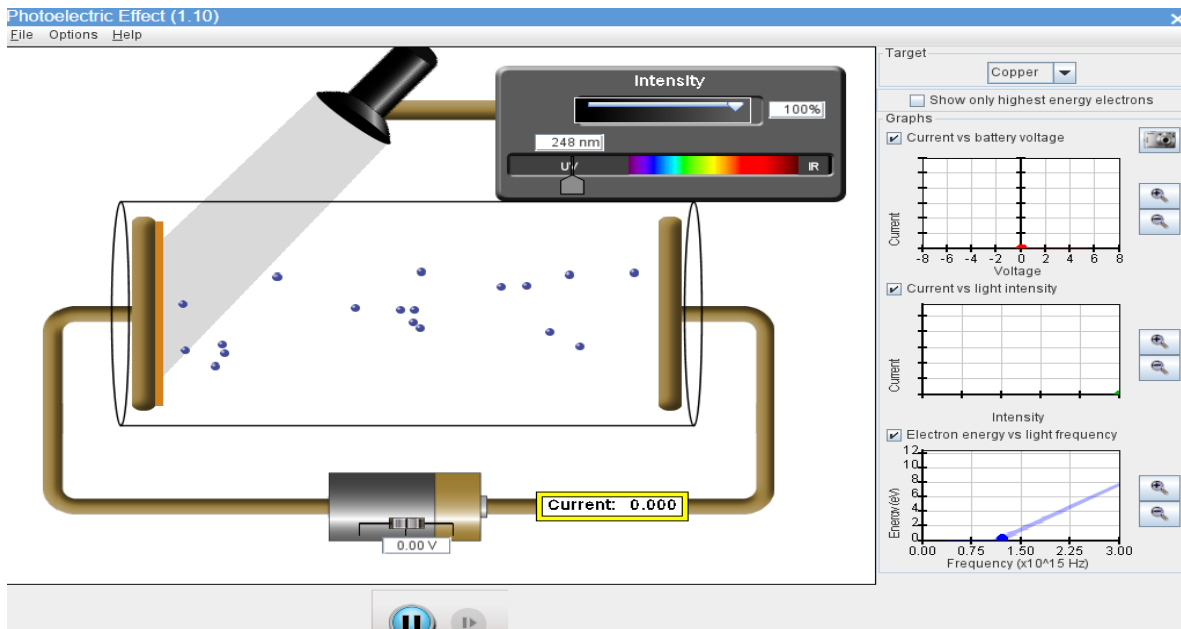 Photoelectric Effect (1.10)
File Options Help
Intensity
100%
248 nm
UV
IR
Current: 0.000
0.00 V
Target
Copper
Show only highest energy electrons
Graphs
Current vs battery voltage
Current
-8 -6 -4 -2 0 2 4 6 8
Voltage
Current vs light intensity
Current
Intensity
Electron energy vs light frequency
12
10
8
6
4
2
0
Energy (eV)
0.00 0.75 1.50 2.25 3.00
Frequency (x10^15 Hz)